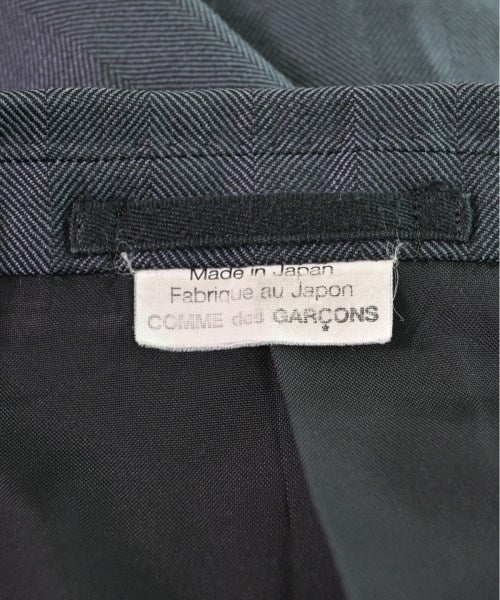 Made in Japan
Fabrique au Japon
COMME des GARÇONS
*